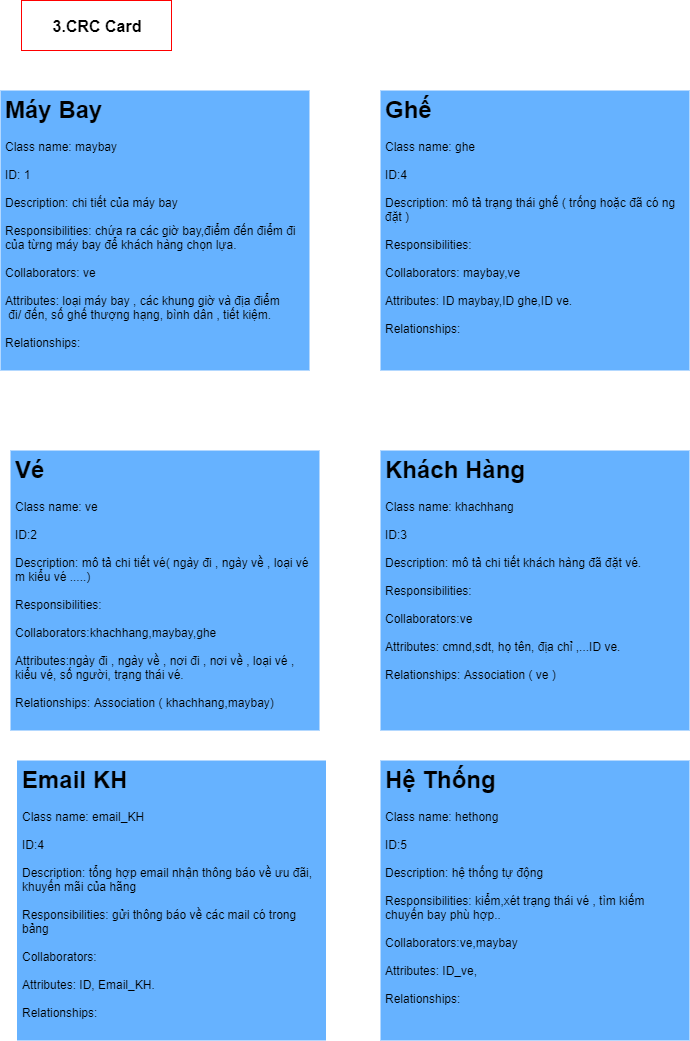 3.CRC Card
Máy Bay
Class name: maybay
ID: 1
Description: chi tiết của máy bay
Responsibilities: chứa ra các giờ bay,điểm đến điểm đi
của từng máy bay để khách hàng chọn lựa.
Collaborators: ve
Attributes: loại máy bay , các khung giờ và địa điểm
đi/ đến, số ghế thượng hạng, bình dân , tiết kiệm.
Relationships:
Ghế
Class name: ghe
ID:4
Description: mô tả trạng thái ghế ( trống hoặc đã có ng
đặt )
Responsibilities:
Collaborators: maybay,ve
Attributes: ID maybay,ID ghe,ID ve.
Relationships:
Vé
Class name: ve
ID:2
Description: mô tả chi tiết vé( ngày đi , ngày về , loại vé
m kiểu vé .....)
Responsibilities:
Collaborators:khachhang,maybay,ghe
Attributes:ngày đi , ngày về , nơi đi , nơi về , loại vé ,
kiểu vé, số người, trạng thái vé.
Relationships: Association ( khachhang,maybay)
Khách Hàng
Class name: khachhang
ID:3
Description: mô tả chi tiết khách hàng đã đặt vé.
Responsibilities:
Collaborators:ve
Attributes: cmnd,sdt, họ tên, địa chỉ ,...ID ve.
Relationships: Association ( ve )
Email KH
Class name: email_KH
ID:4
Description: tổng hợp email nhận thông báo về ưu đãi,
khuyến mãi của hãng
Responsibilities: gửi thông báo về các mail có trong
bảng
Collaborators:
Attributes: ID, Email_KH.
Relationships:
Hệ Thống
Class name: hethong
ID:5
Description: hệ thống tự động
Responsibilities: kiểm,xét trạng thái vé , tìm kiếm
chuyến bay phù hợp..
Collaborators:ve,maybay
Attributes: ID_ve,
Relationships: